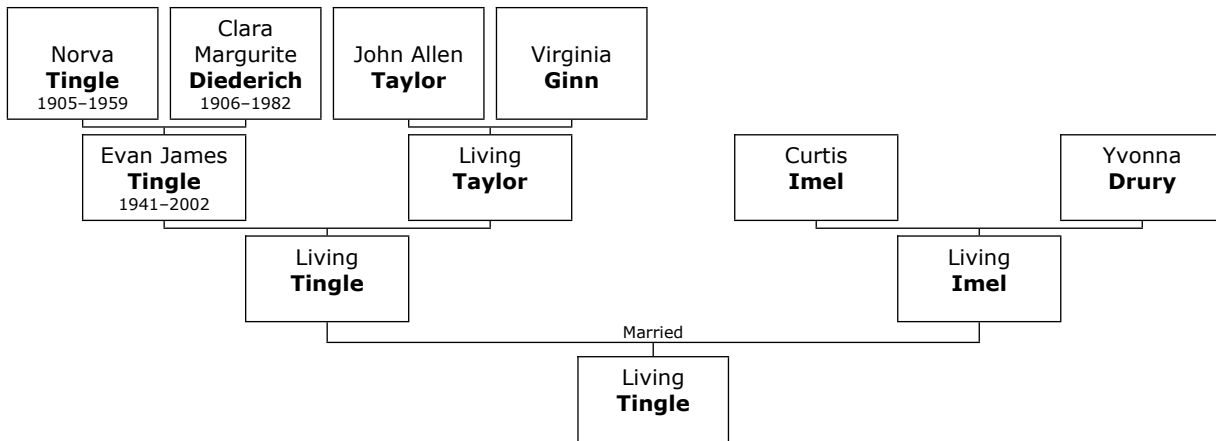 Norva
Tingle
1905–1959
Clara
Margurite
Diederich
1906–1982
John Allen
Taylor
Virginia
Ginn
Evan James
Tingle
1941–2002
Living
Taylor
Curtis
Imel
Yvonna
Drury
Living
Tingle
Living
Imel
Married
Living
Tingle